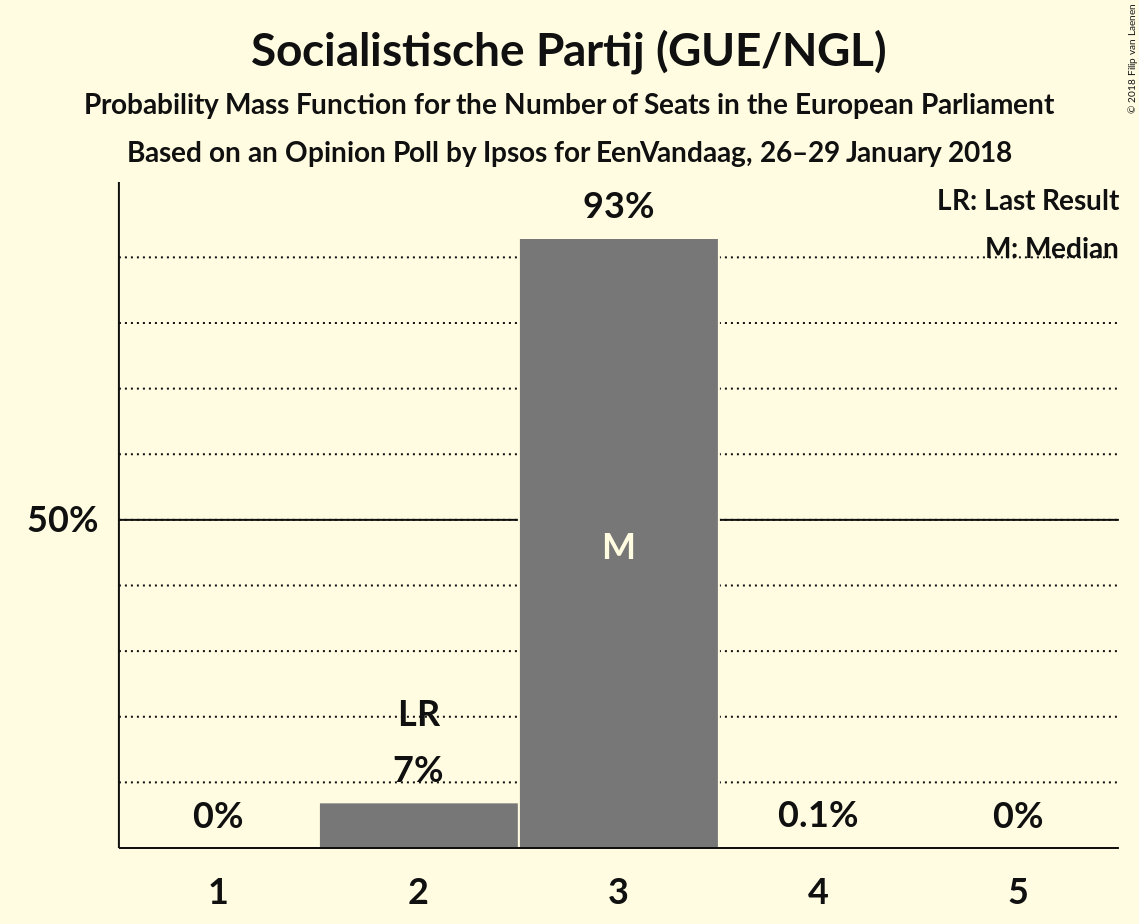 Socialistische Partij (GUE/NGL)
Probability Mass Function for the Number of Seats in the European Parliament
Based on an Opinion Poll by Ipsos for EenVandaag, 26–29 January 2018
© 2018 Filip van Laenen
LR: Last Result
M: Median
93%
50%
M
LR
7%
0%
0.1%
0%
1 2 3 4 5